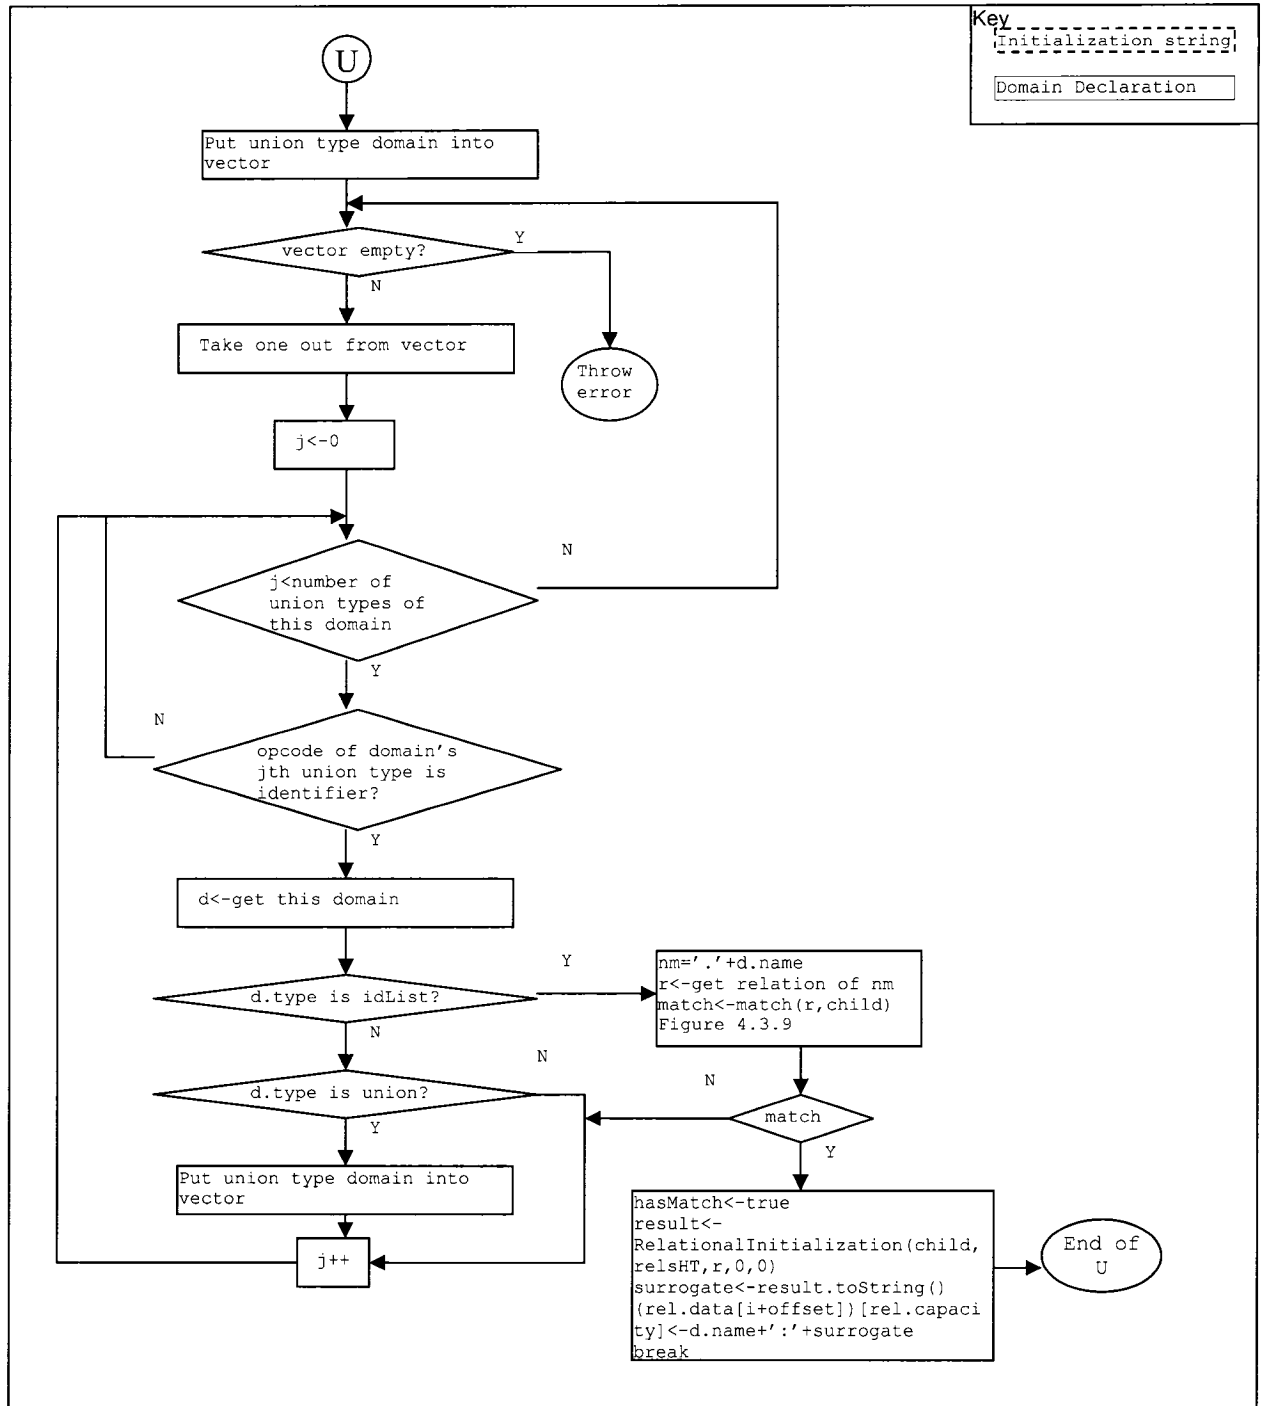 Key
Initialization string
Domain Declaration
U
Put union type domain into
vector
vector empty?
Y
N
Take one out from vector
Throw
error
j<-0
N
j<number of
union types of
this domain
Y
N
opcode of domain's
jth union type is
identifier?
Y
d<-get this domain
Y
nm='.'+d.name
r<-get relation of nm
match<-match(r,child)
Figure 4.3.9
d.type is idList?
N
N
N
d.type is union?
match
Y
Y
Put union type domain into
vector
hasMatch<-true
result<-
RelationalInitialization(child,
relsHT,r,0,0)
surrogate<-result.toString()
(rel.data[i+offset])[rel.capaci
ty]<-d.name+':'+surrogate
break
End of
U
j++